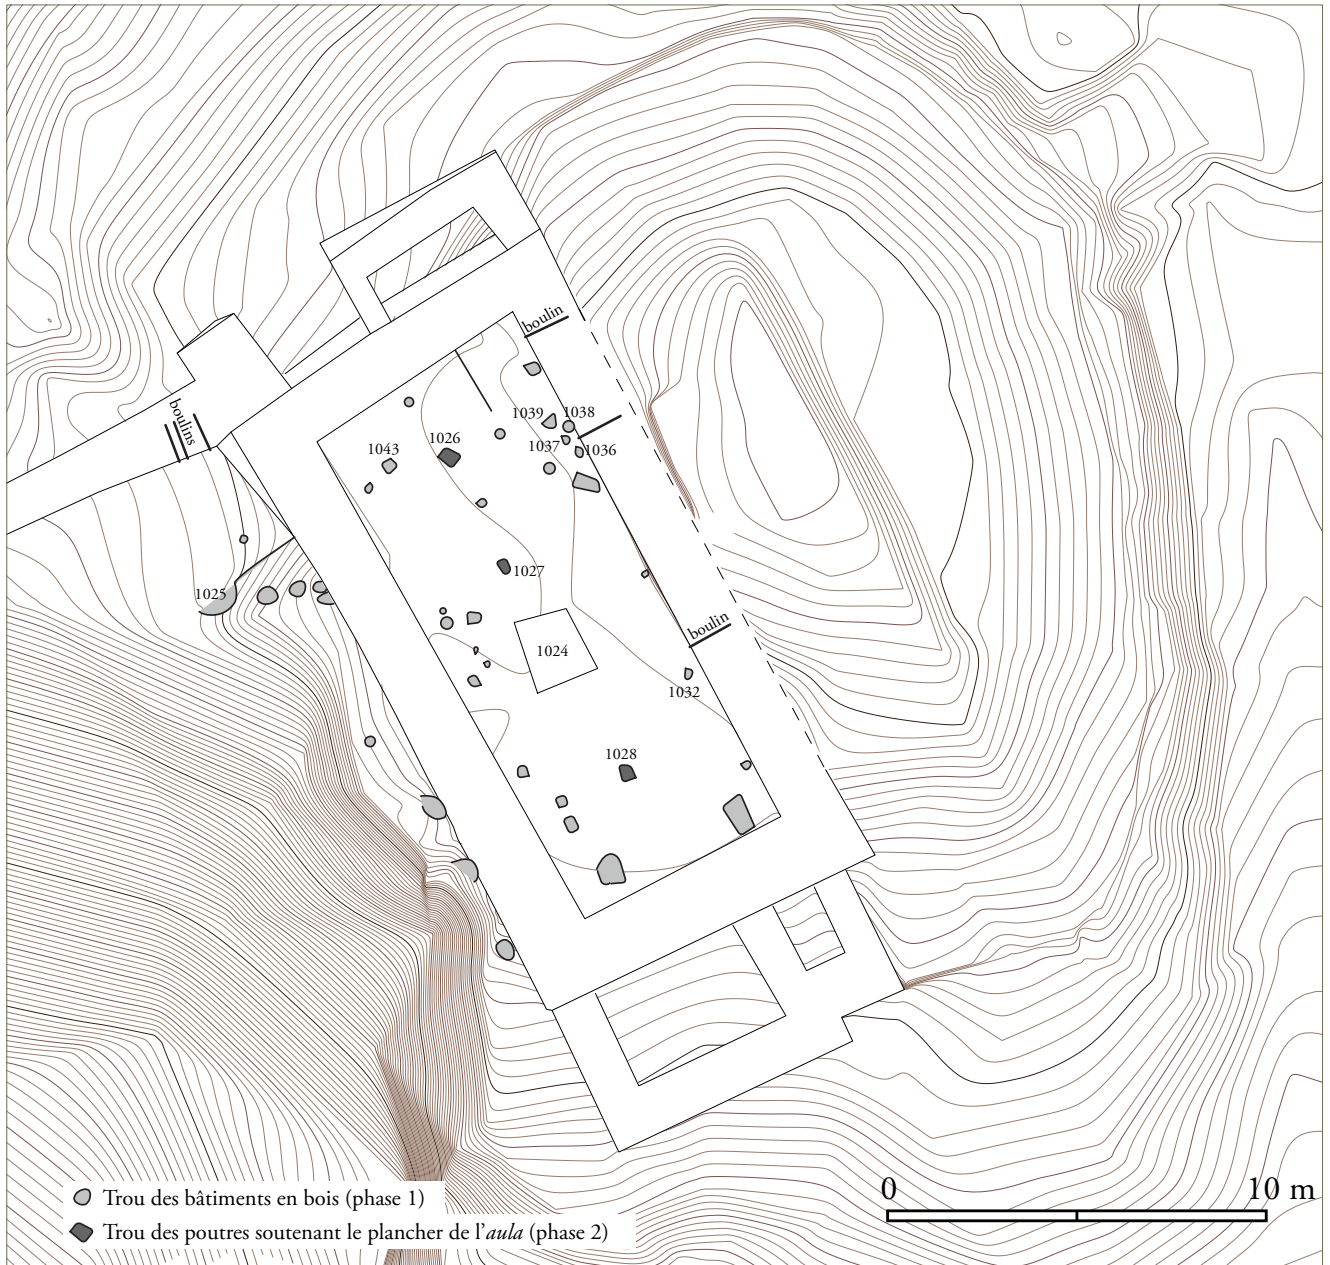 boulin
boulins
1039
1038
1043
1026
1037
1036
1027
1025
boulin
1024
1032
1028
0
10 m
Trou des bâtiments en bois (phase 1)
Trou des poutres soutenant le plancher de l'aula (phase 2)